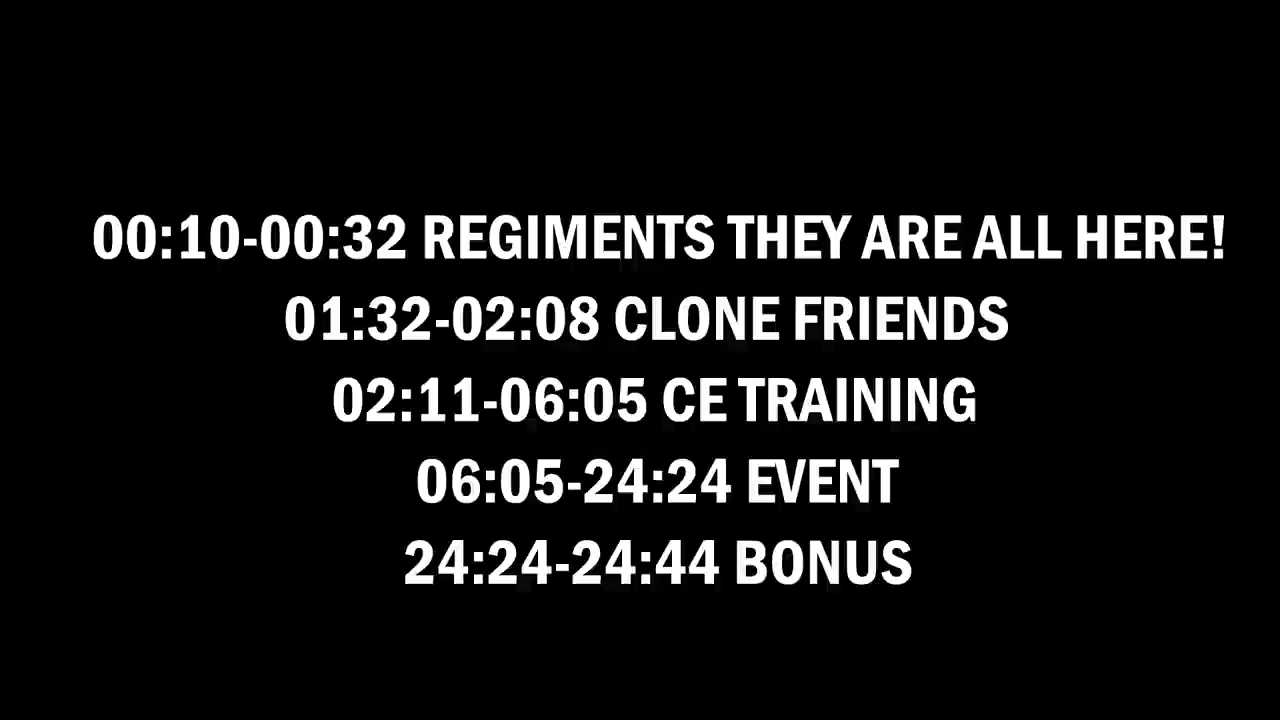 00:10-00:32 REGIMENTS THEY ARE ALL HERE!
01:32-02:08 CLONE FRIENDS
02:11-06:05 CE TRAINING
06:05-24:24 EVENT
24:24-24:44 BONUS